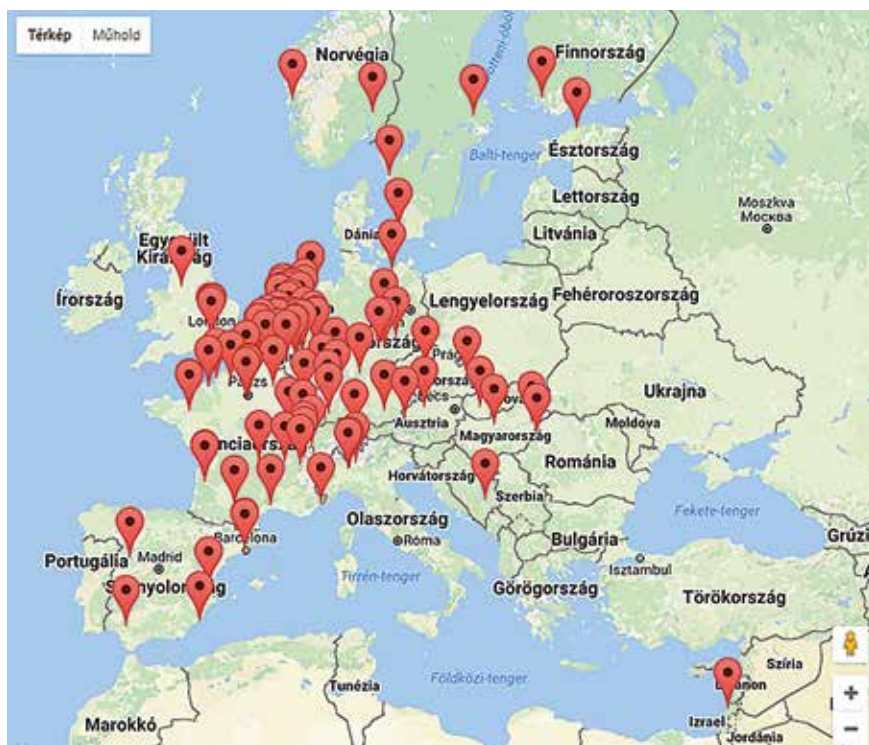 Térkép Műhold
Norvégia
Finnország
Balti-tenger
Észtország
Lettország
Moszkva
Москва
Dánia
Litvánia
Írország
London
Lengyelország
Fehéroroszország
Prága
Párizs
Ukrajna
Ausztria
Magyarország
Moldova
Horvátország
Románia
Szerbia
Olaszország
Fekete-tenger
Barcelona
Róma
Bulgária
Portugália
Madrid
Isztambul
Tirrén-tenger
Görögország
Törökország
Földközi-tenger
Szíria
Tunézia
Marokkó
Izrael
Jordánia
+
−